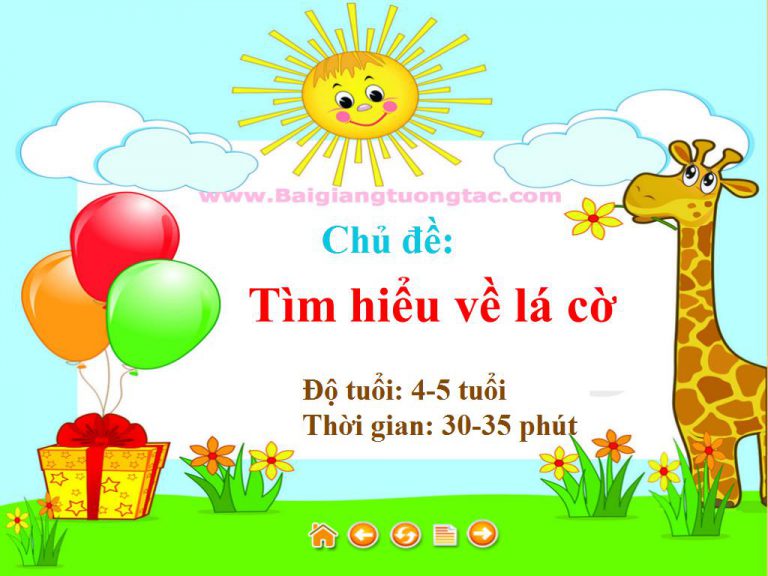 www.Baigiangtuongtac.com
Chủ đề:
Tìm hiểu về lá cờ
Độ tuổi: 4-5 tuổi
Thời gian: 30-35 phút